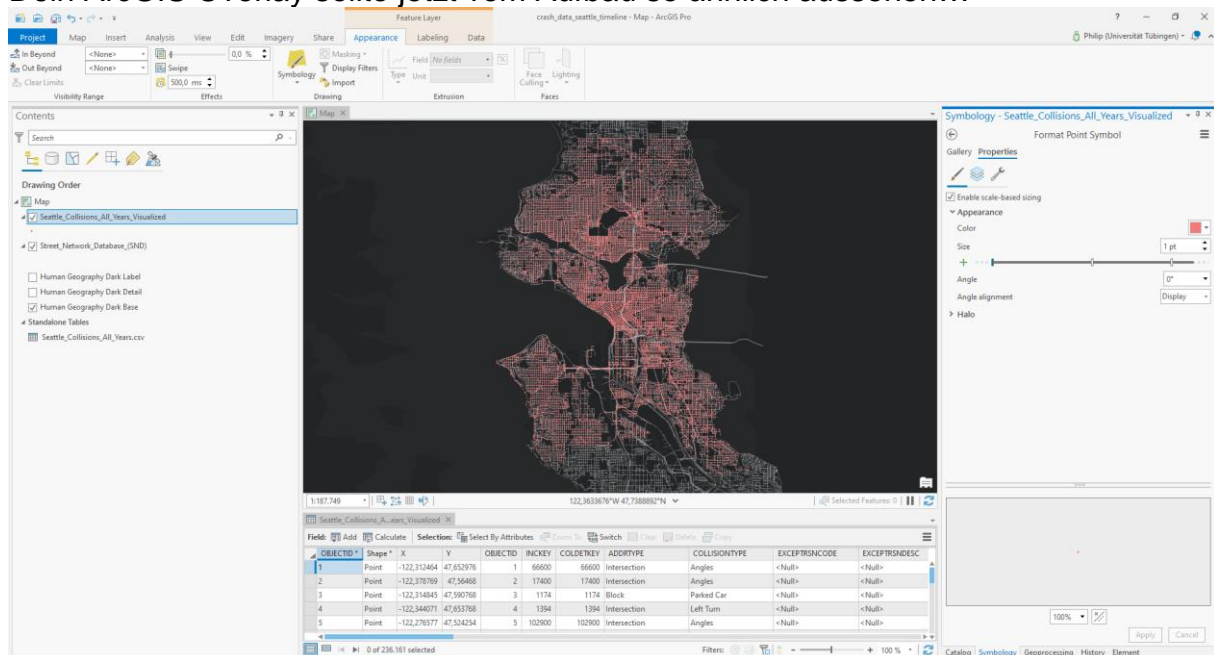 Feature Layer
crash_data_seattle_timeline - Map - ArcGIS Pro
Project Map Insert Analysis View Edit Imagery Share Appearance Labeling Data
Philip (Universität Tübingen)
In Beyond <None>
Out Beyond <None>
Clear Limits
Visibility Range
0,0 %
Swipe
500,0 ms
Effects
Symbology
Masking
Display Filters
Import
Drawing
Type
Field No fields
Unit
Extrusion
Face Culling
Lighting
Faces
Contents
Search
Drawing Order
Map
Seattle_Collisions_All_Years_Visualized
Street_Network_Database_(SND)
Human Geography Dark Label
Human Geography Dark Detail
Human Geography Dark Base
Standalone Tables
Seattle_Collisions_All_Years.csv
Map
1:187.749
122,3633676°W 47,7388892°N
Selected Features: 0
Seattle_Collisions_A...ears_Visualized
Field: Add Calculate Selection: Select By Attributes Zoom To Switch Clear Delete Copy
OBJECTID * Shape * X Y OBJECTID INCKEY COLDETKEY ADDRTYPE COLLISIONTYPE EXCEPTRSNCODE EXCEPTRSNDESC
1 Point -122,312464 47,652976 1 66600 66600 Intersection Angles <Null> <Null>
2 Point -122,378769 47,56468 2 17400 17400 Intersection Angles <Null> <Null>
3 Point -122,314845 47,590768 3 1174 1174 Block Parked Car <Null> <Null>
4 Point -122,344071 47,653768 4 1394 1394 Intersection Left Turn <Null> <Null>
5 Point -122,276577 47,524254 5 102900 102900 Intersection Angles <Null> <Null>
0 of 236.161 selected
Filters:
100 %
Symbology - Seattle_Collisions_All_Years_Visualized
Format Point Symbol
Gallery Properties
Enable scale-based sizing
Appearance
Color
Size 1 pt
Angle 0°
Angle alignment Display
Halo
100%
Apply Cancel
Catalog Symbology Geoprocessing History Element